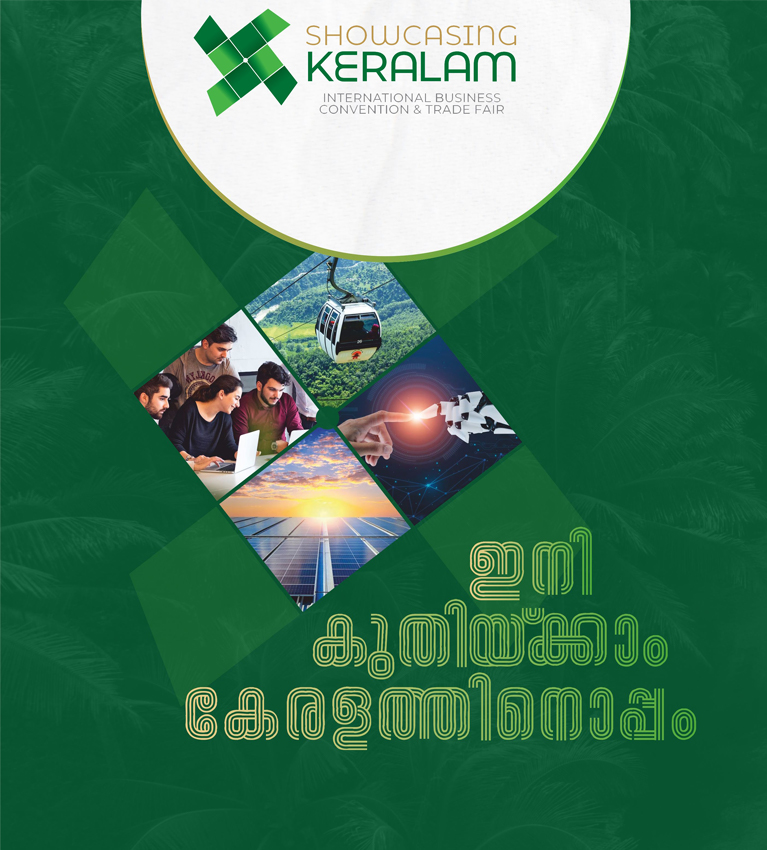 SHOWCASING
KERALAM
INTERNATIONAL BUSINESS
CONVENTION & TRADE FAIR
ഇനി
കുതിയ്ക്കാം
കേരളത്തിനൊപ്പം